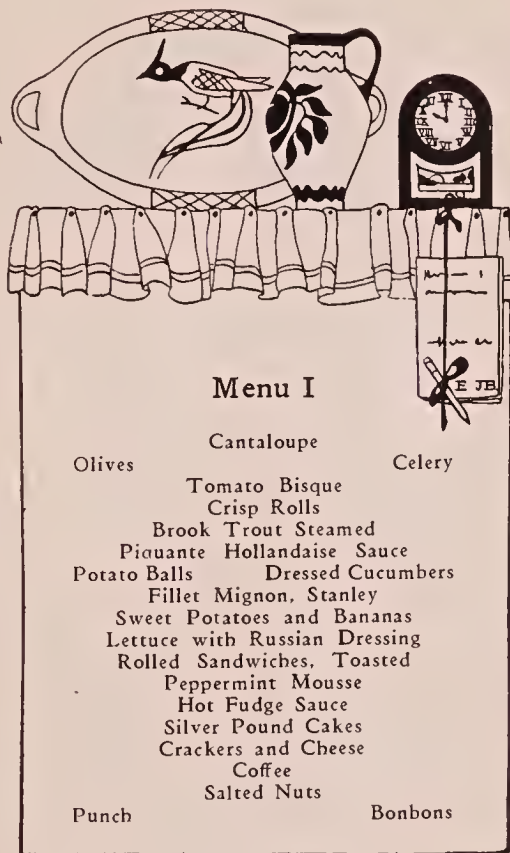 E JB
Menu I
Cantaloupe
Olives Celery
Tomato Bisque
Crisp Rolls
Brook Trout Steamed
Piquante Hollandaise Sauce
Potato Balls Dressed Cucumbers
Fillet Mignon, Stanley
Sweet Potatoes and Bananas
Lettuce with Russian Dressing
Rolled Sandwiches, Toasted
Peppermint Mousse
Hot Fudge Sauce
Silver Pound Cakes
Crackers and Cheese
Coffee
Salted Nuts
Punch Bonbons